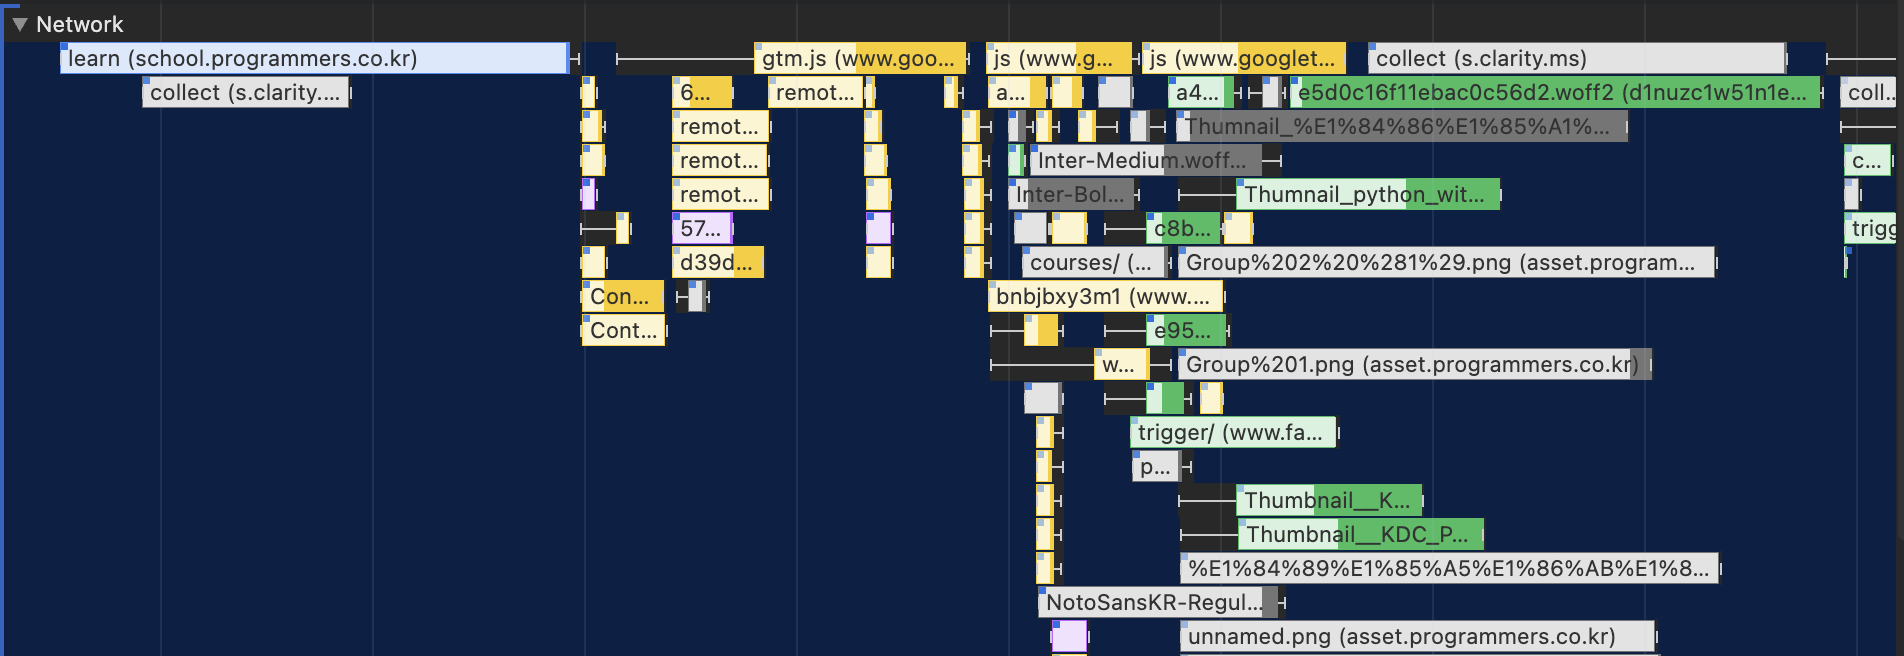 Network
learn (school.programmers.co.kr)
gtm.js (www.goo...
js (www.g...
js (www.googlet...
collect (s.clarity.ms)
collect (s.clarity....
6...
remot...
a...
a4...
e5d0c16f11ebac0c56d2.woff2 (d1nuzc1w51n1e...
coll...
remot...
Thumnail_%E1%84%86%E1%85%A1%...
remot...
Inter-Medium.woff...
c...
remot...
Inter-Bol...
Thumnail_python_wit...
57...
c8b...
trigg
d39d...
courses/ (...
Group%202%20%281%29.png (asset.program...
Con...
bnbjbxy3m1 (www....
Cont...
e95...
w...
Group%201.png (asset.programmers.co.kr)
trigger/ (www.fa...
p...
Thumbnail__K...
Thumbnail__KDC_P...
%E1%84%89%E1%85%A5%E1%86%AB%E1%8...
NotoSansKR-Regul...
unnamed.png (asset.programmers.co.kr)